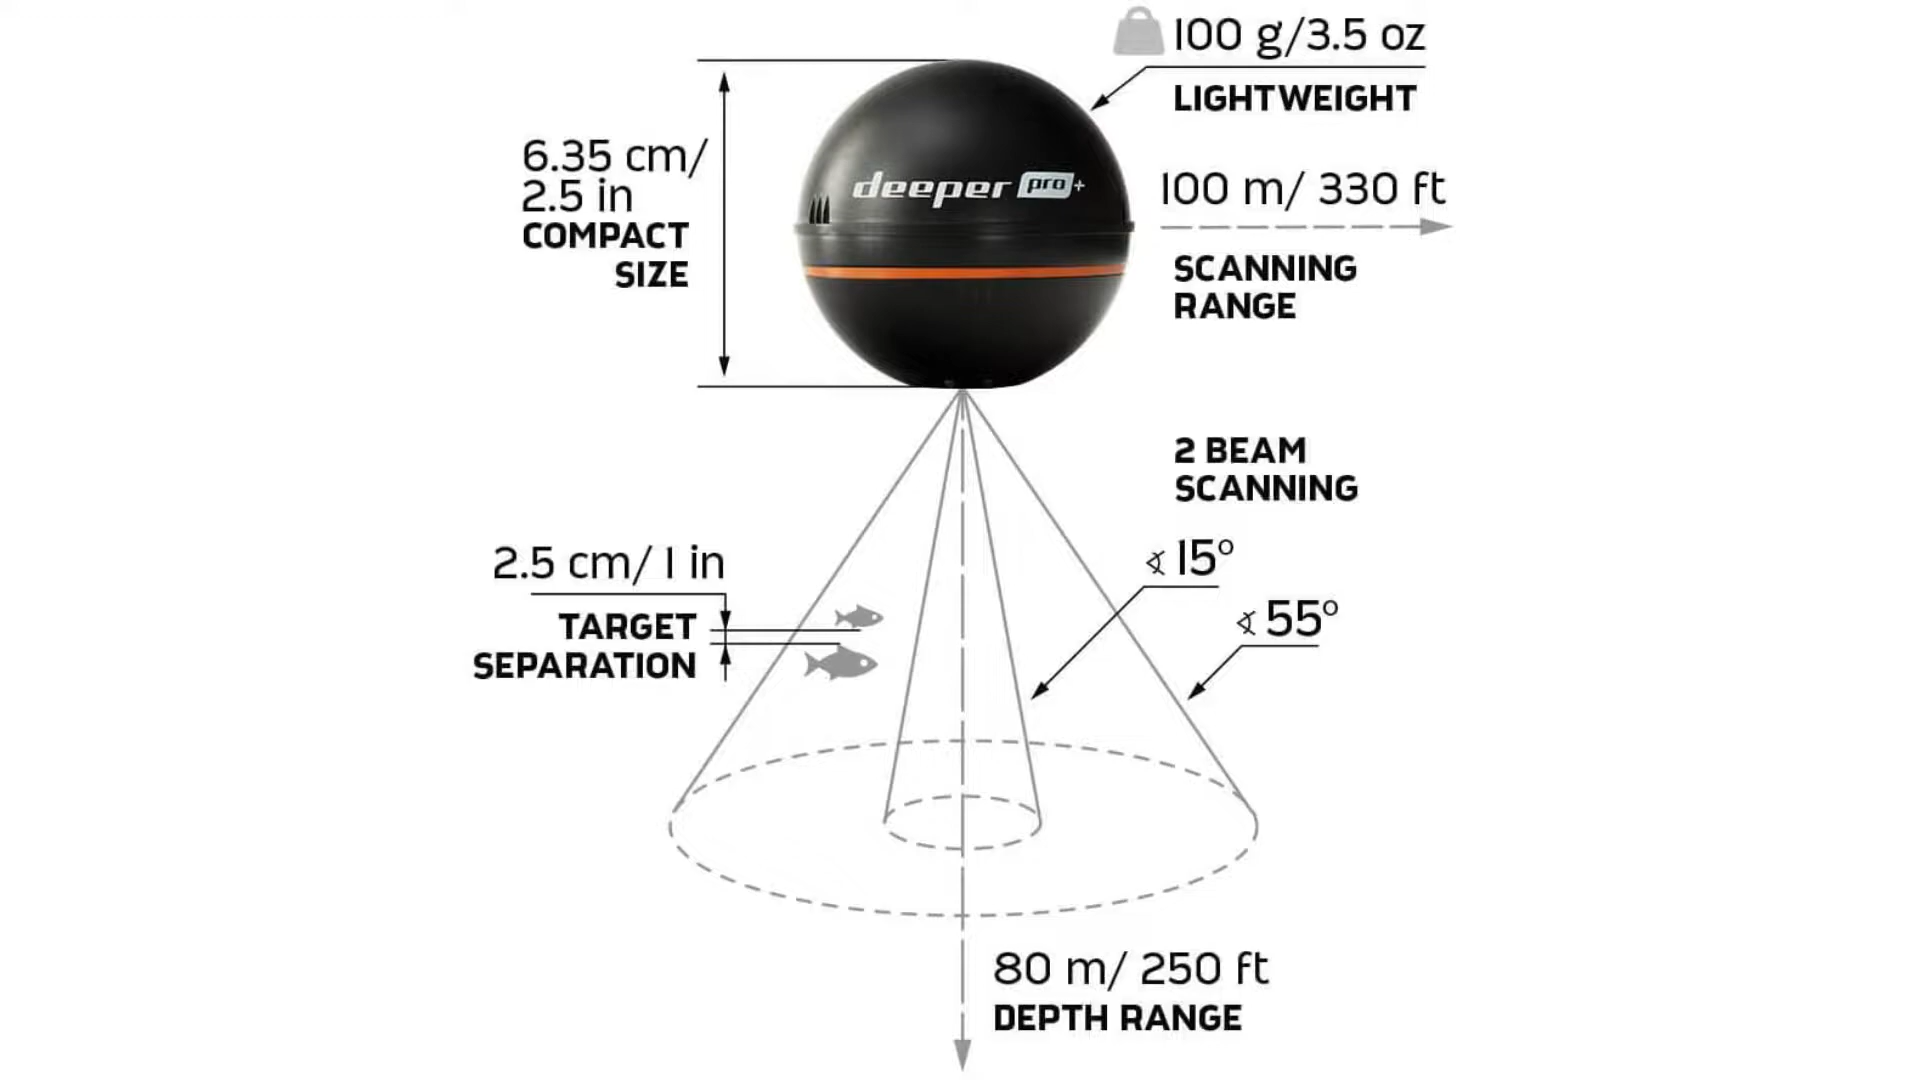 100 g/3.5 oz
LIGHTWEIGHT
6.35 cm/
2.5 in
COMPACT
SIZE
deeper pro+
100 m/ 330 ft
SCANNING
RANGE
2 BEAM
SCANNING
∢ 15°
∢ 55°
2.5 cm/ 1 in
TARGET
SEPARATION
80 m/ 250 ft
DEPTH RANGE